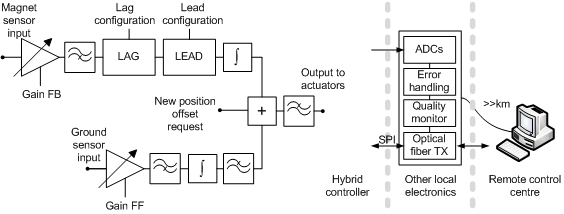 Magnet
sensor
input
Lag
configuration
Lead
configuration
LAG
LEAD
∫
Gain FB
New position
offset
request
+
Output to
actuators
Ground
sensor
input
∫
Gain FF
ADCs
Error
handling
Quality
monitor
Optical
fiber TX
SPI
>>km
Hybrid
controller
Other local
electronics
Remote control
centre